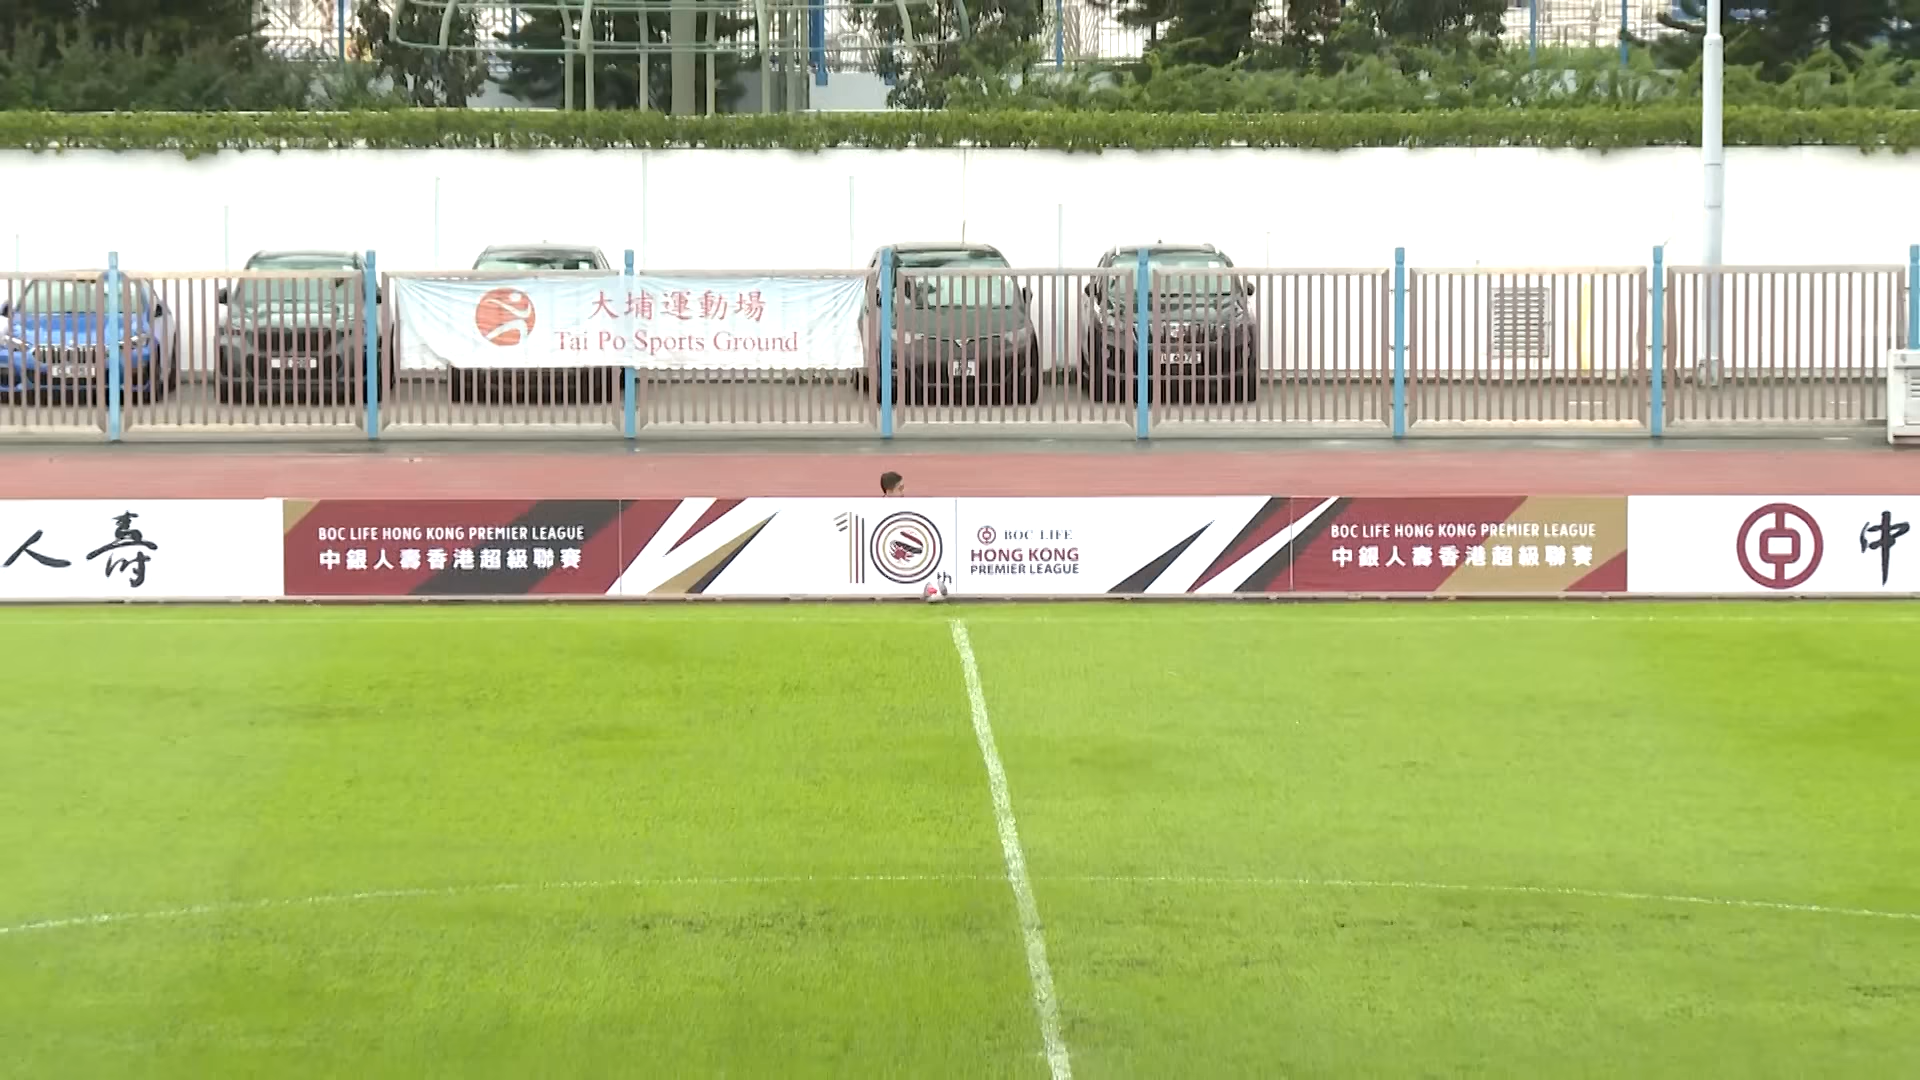 大埔運動場
Tai Po Sports Ground
人壽
BOC LIFE HONG KONG PREMIER LEAGUE
中銀人壽香港超級聯賽
10th
BOC LIFE
HONG KONG
PREMIER LEAGUE
BOC LIFE HONG KONG PREMIER LEAGUE
中銀人壽香港超級聯賽
中